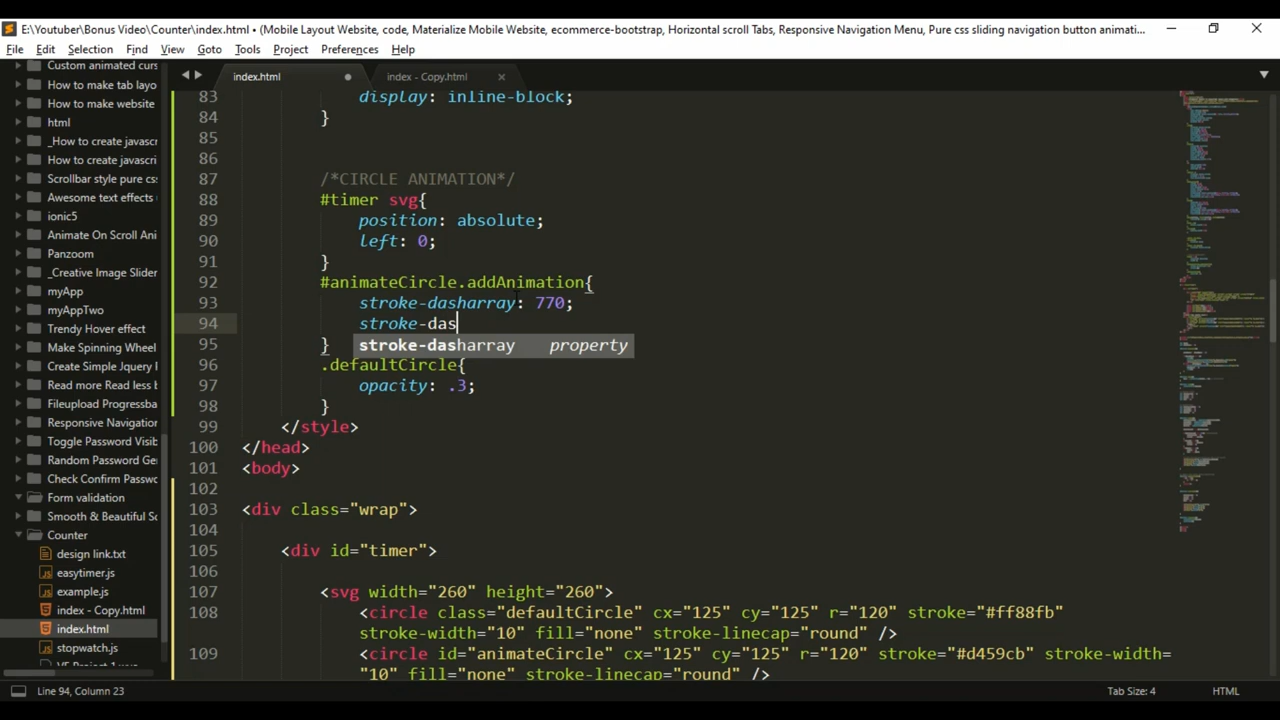 E:\Youtuber\Bonus Video\Counter\index.html • (Mobile Layout Website, code, Materialize Mobile Website, ecommerce-bootstrap, Horizontal scroll Tabs, Responsive Navigation Menu, Pure css sliding navigation button animati...
File Edit Selection Find View Goto Tools Project Preferences Help
index.html
index - Copy.html
Custom animated curs
How to make tab layo
How to make website
html
_How to create javascr
How to create javascri
Scrollbar style pure cs
Awesome text effects
ionic5
Animate On Scroll Ani
Panzoom
_Creative Image Slider
myApp
myAppTwo
Trendy Hover effect
Make Spinning Wheel
Create Simple Jquery I
Read more Read less b
Fileupload Progressba
Responsive Navigation
Toggle Password Visib
Random Password Ger
Check Confirm Passwo
Form validation
Smooth & Beautiful Sc
Counter
design link.txt
easytimer.js
example.js
index - Copy.html
index.html
stopwatch.js
83 display: inline-block;
84 }
85
86
87 /*CIRCLE ANIMATION*/
88 #timer svg{
89 position: absolute;
90 left: 0;
91 }
92 #animateCircle.addAnimation{
93 stroke-dasharray: 770;
94 stroke-das
stroke-dasharray property
95 }
96 .defaultCircle{
97 opacity: .3;
98 }
99 </style>
100 </head>
101 <body>
102
103 <div class="wrap">
104
105 <div id="timer">
106
107 <svg width="260" height="260">
108 <circle class="defaultCircle" cx="125" cy="125" r="120" stroke="#ff88fb"
stroke-width="10" fill="none" stroke-linecap="round" />
109 <circle id="animateCircle" cx="125" cy="125" r="120" stroke="#d459cb" stroke-width=
"10" fill="none" stroke-linecap="round" />
Line 94, Column 23
Tab Size: 4
HTML